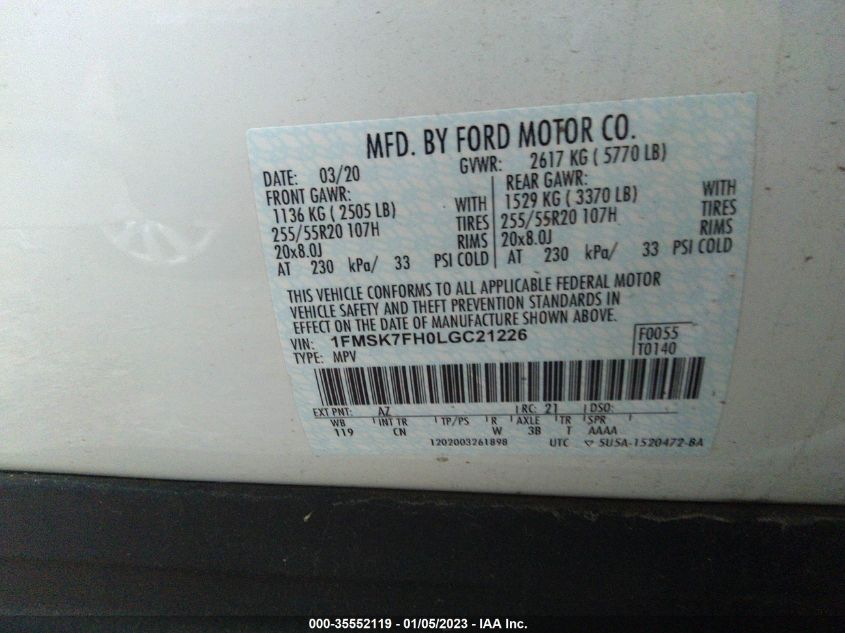 MFD. BY FORD MOTOR CO.
DATE: 03/20 GVWR: 2617 KG ( 5770 LB)
FRONT GAWR: REAR GAWR:
1136 KG ( 2505 LB) WITH 1529 KG ( 3370 LB) WITH
255/55R20 107H TIRES 255/55R20 107H TIRES
20x8.0J RIMS 20x8.0J RIMS
AT 230 kPa/ 33 PSI COLD AT 230 kPa/ 33 PSI COLD
THIS VEHICLE CONFORMS TO ALL APPLICABLE FEDERAL MOTOR
VEHICLE SAFETY AND THEFT PREVENTION STANDARDS IN
EFFECT ON THE DATE OF MANUFACTURE SHOWN ABOVE.
VIN: 1FMSK7FH0LGC21226 F0055
TYPE: MPV T0140
EXT PNT: AZ RC: 21 DSO:
WB INT TR TP/PS R AXLE TR SPR
119 CN W 3B T AAAA
1202003261898 UTC ▽ 5U5A-1520472-BA
000-35552119 - 01/05/2023 - IAA Inc.